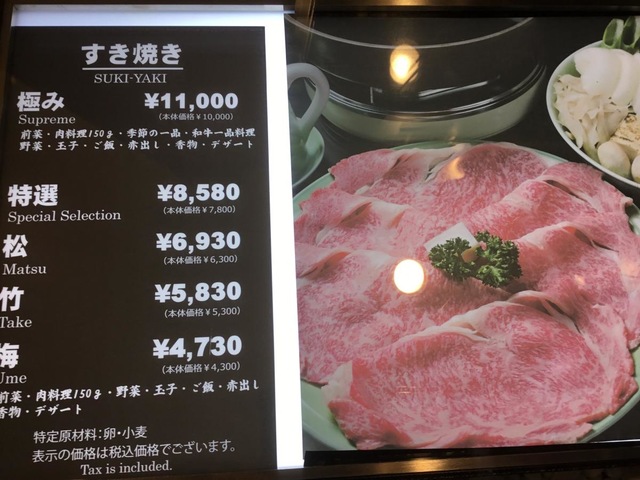 すき焼き
SUKI-YAKI
極み ¥11,000
Supreme (本体価格¥10,000)
前菜・肉料理150g・季節の一品・和牛一品料理
野菜・玉子・ご飯・赤出し・香物・デザート
特選 ¥8,580
Special Selection (本体価格¥7,800)
松 ¥6,930
Matsu (本体価格¥6,300)
竹 ¥5,830
Take (本体価格¥5,300)
梅 ¥4,730
Ume (本体価格¥4,300)
前菜・肉料理150g・野菜・玉子・ご飯・赤出し
香物・デザート
特定原材料:卵・小麦
表示の価格は税込価格でございます。
Tax is included.